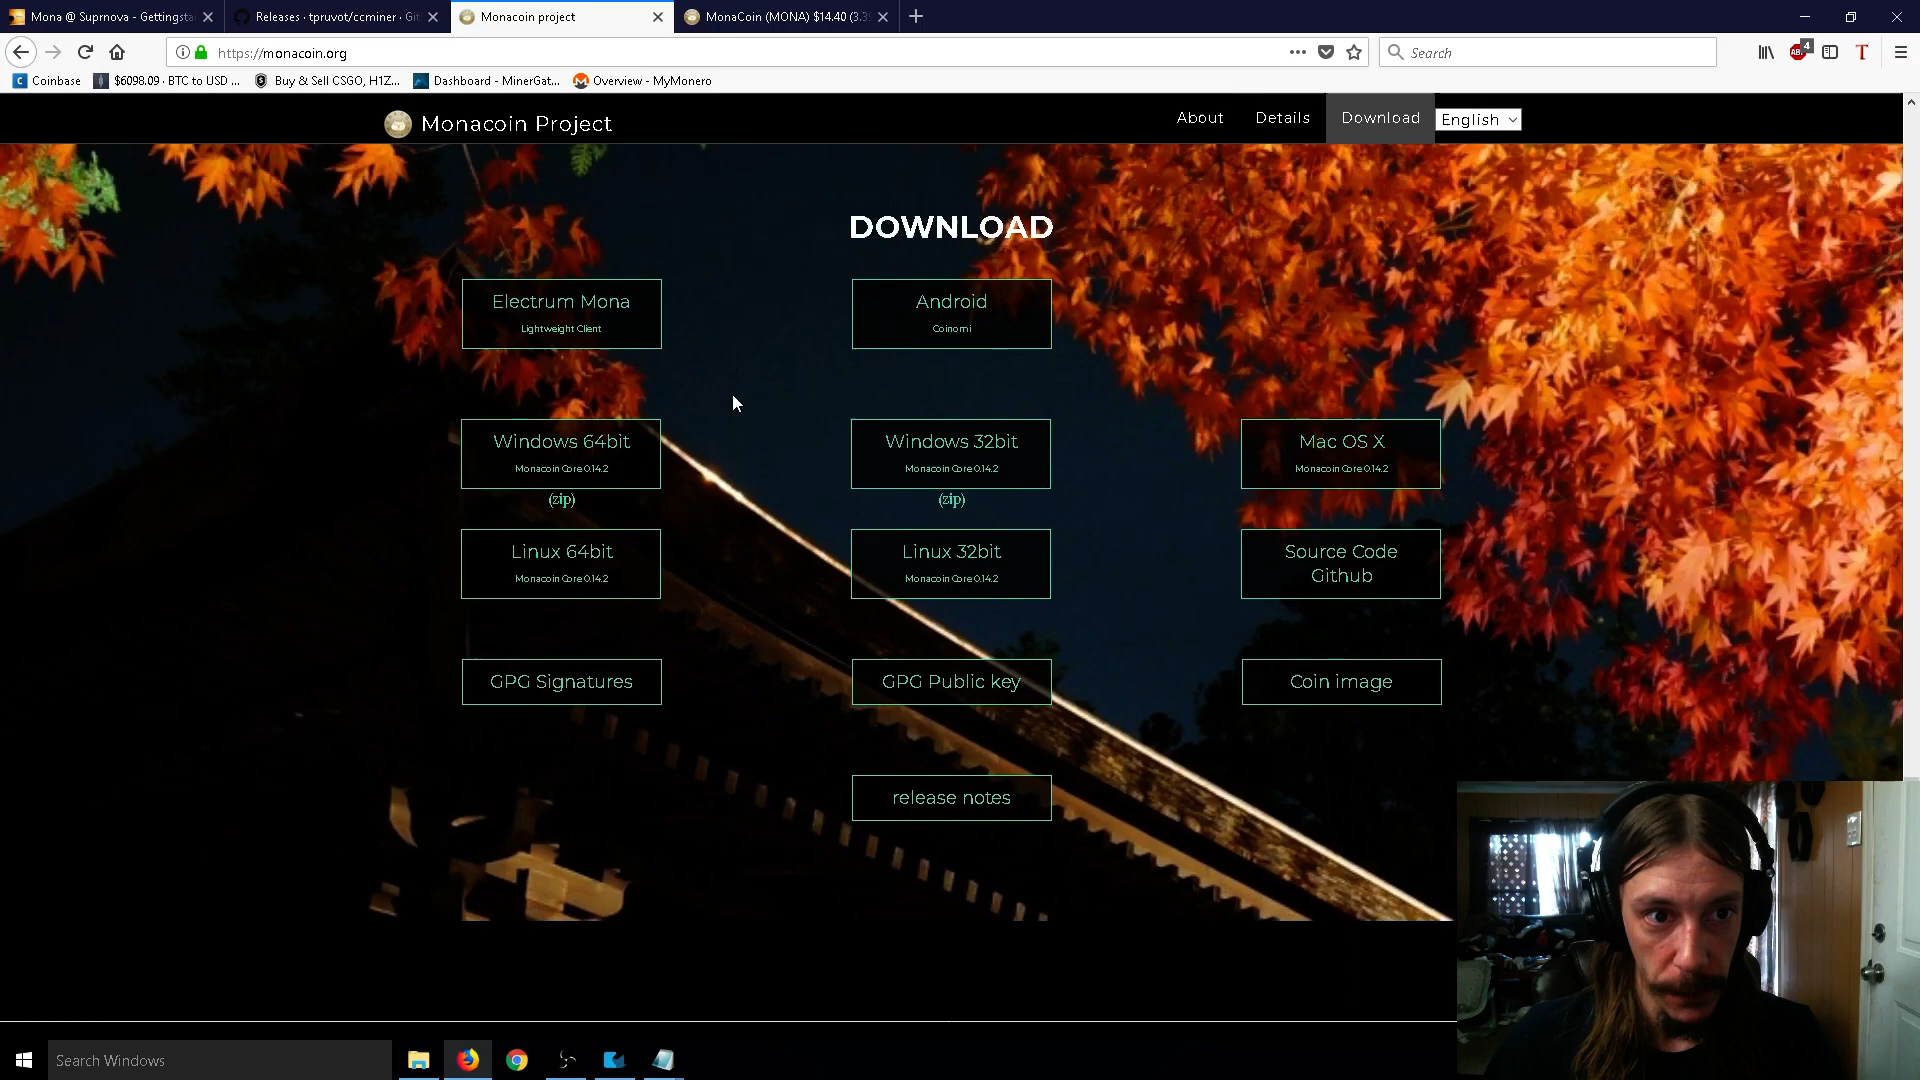 Mona @ Suprnova - Gettingsta
Releases · tpruvot/ccminer · Git
Monacoin project
MonaCoin (MONA) $14.40 (3.3
https://monacoin.org
Search
4
Coinbase
$6098.09 · BTC to USD ...
Buy & Sell CSGO, H1Z...
Dashboard - MinerGat...
Overview - MyMonero
Monacoin Project
About
Details
Download
English
DOWNLOAD
Electrum Mona
Lightweight Client
Android
Coinomi
Windows 64bit
Monacoin Core 0.14.2
(zip)
Windows 32bit
Monacoin Core 0.14.2
(zip)
Mac OS X
Monacoin Core 0.14.2
Linux 64bit
Monacoin Core 0.14.2
Linux 32bit
Monacoin Core 0.14.2
Source Code
Github
GPG Signatures
GPG Public key
Coin image
release notes
Search Windows